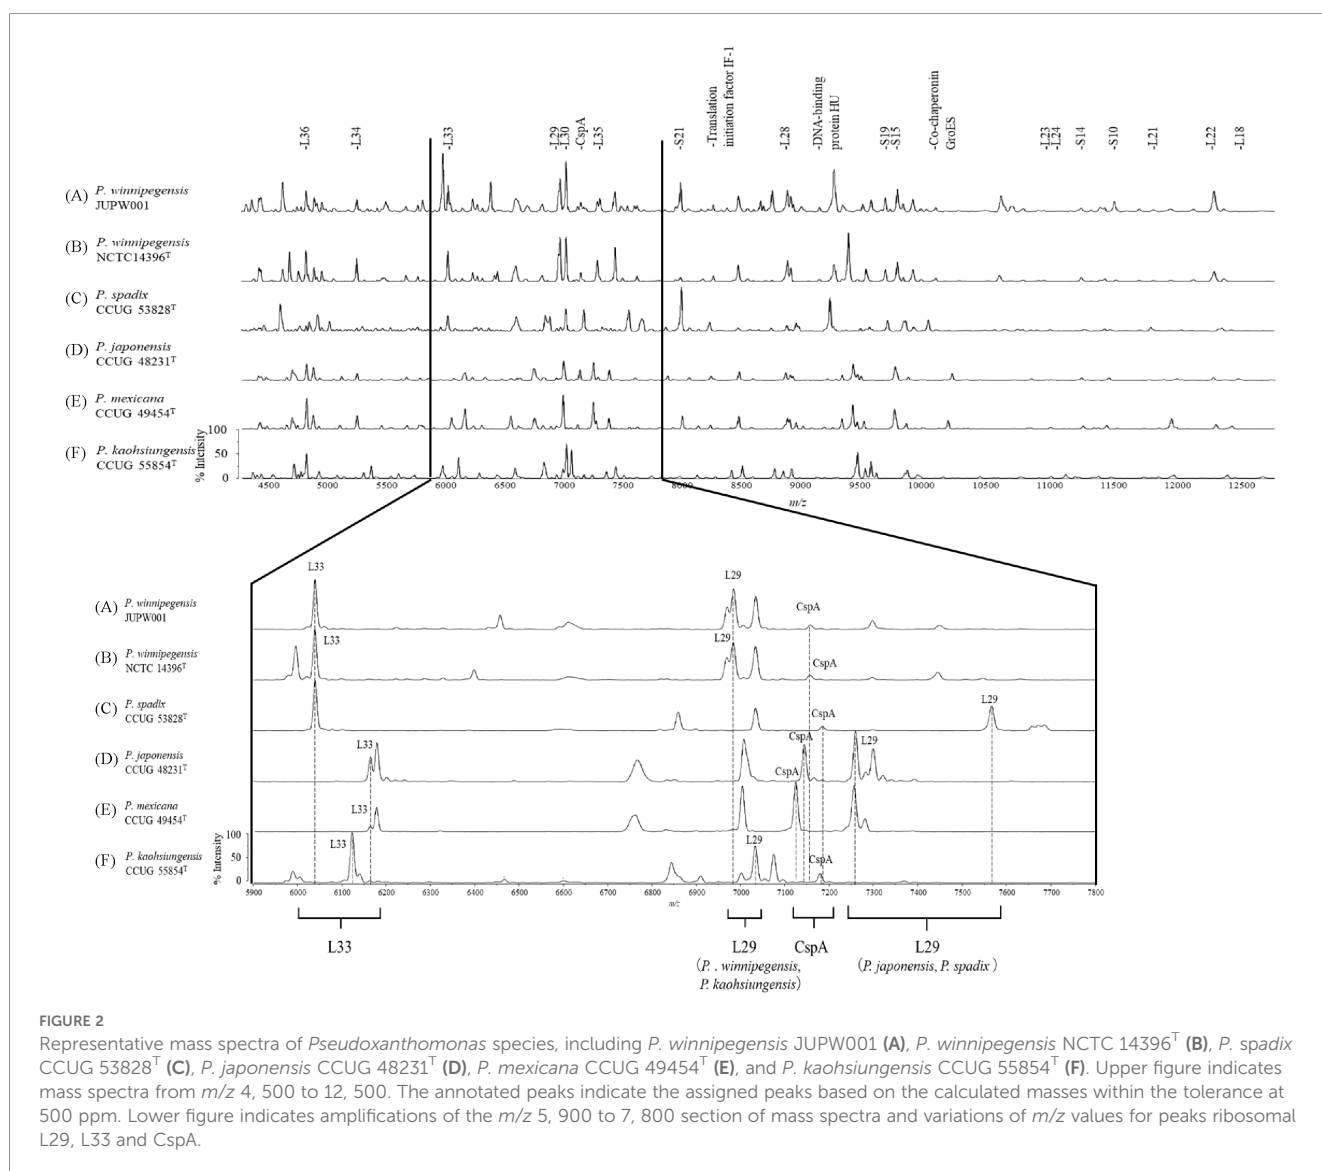 -L36
-L34
-L33
-L29
-L30
-CspA
-L35
-S21
-Translation
initiation factor IF-1
-L28
-DNA-binding
protein HU
-S19
-S15
-Co-chaperonin
GroES
-L23
-L24
-S14
-S10
-L21
-L22
-L18
(A) P. winnipegensis
JUPW001
(B) P. winnipegensis
NCTC14396T
(C) P. spadix
CCUG 53828T
(D) P. japonensis
CCUG 48231T
(E) P. mexicana
CCUG 49454T
(F) P. kaohsiungensis
CCUG 55854T
% Intensity
100
50
0
4500 5000 5500 6000 6500 7000 7500 8000 8500 9000 9500 10000 10500 11000 11500 12000 12500
m/z
(A) P. winnipegensis
JUPW001
L33 L29 CspA
(B) P. winnipegensis
NCTC 14396T
L33 L29 CspA
(C) P. spadix
CCUG 53828T
CspA L29
(D) P. japonensis
CCUG 48231T
L33 CspA L29
(E) P. mexicana
CCUG 49454T
L33 CspA
(F) P. kaohsiungensis
CCUG 55854T
L33 L29 CspA
% Intensity
100
50
0
5900 6000 6100 6200 6300 6400 6500 6600 6700 6800 6900 7000 7100 7200 7300 7400 7500 7600 7700 7800
m/z
L33 L29 CspA L29
(P. . winnipegensis, (P. japonensis, P. spadix )
P. kaohsiungensis)
FIGURE 2
Representative mass spectra of Pseudoxanthomonas species, including P. winnipegensis JUPW001 (A), P. winnipegensis NCTC 14396T (B), P. spadix
CCUG 53828T (C), P. japonensis CCUG 48231T (D), P. mexicana CCUG 49454T (E), and P. kaohsiungensis CCUG 55854T (F). Upper figure indicates
mass spectra from m/z 4, 500 to 12, 500. The annotated peaks indicate the assigned peaks based on the calculated masses within the tolerance at
500 ppm. Lower figure indicates amplifications of the m/z 5, 900 to 7, 800 section of mass spectra and variations of m/z values for peaks ribosomal
L29, L33 and CspA.